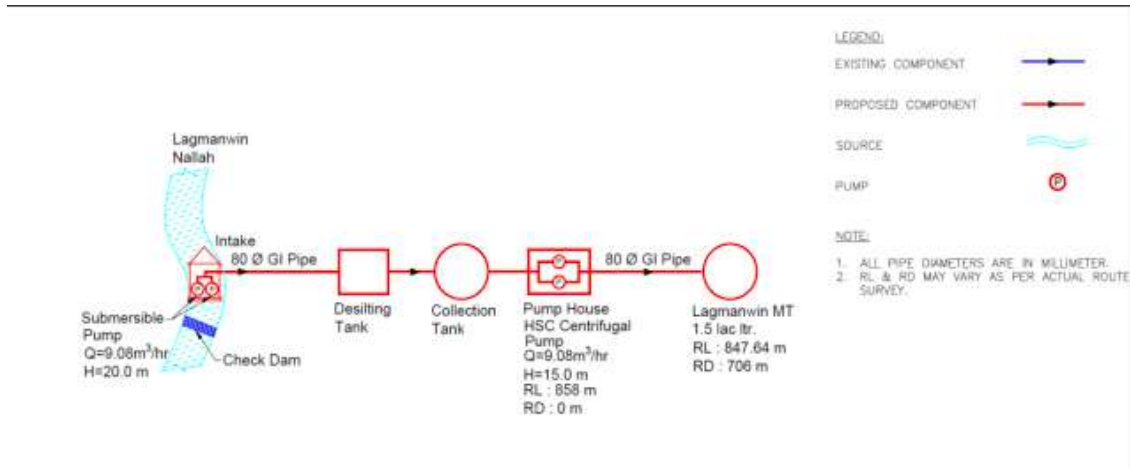 Lagmanwin
Nallah
Intake
80 Ø GI Pipe
Submersible
Pump
Q=9.08m³/hr
H=20.0 m
Check Dam
Desilting
Tank
Collection
Tank
P
P
P
P
Pump House
HSC Centrifugal
Pump
Q=9.08m³/hr
H=15.0 m
RL : 858 m
RD : 0 m
80 Ø GI Pipe
Lagmanwin MT
1.5 lac ltr.
RL : 847.64 m
RD : 706 m
LEGEND:
EXISTING COMPONENT
PROPOSED COMPONENT
SOURCE
PUMP
P
NOTE:
1. ALL PIPE DIAMETERS ARE IN MILLIMETER.
2. RL & RD MAY VARY AS PER ACTUAL ROUTE
SURVEY.